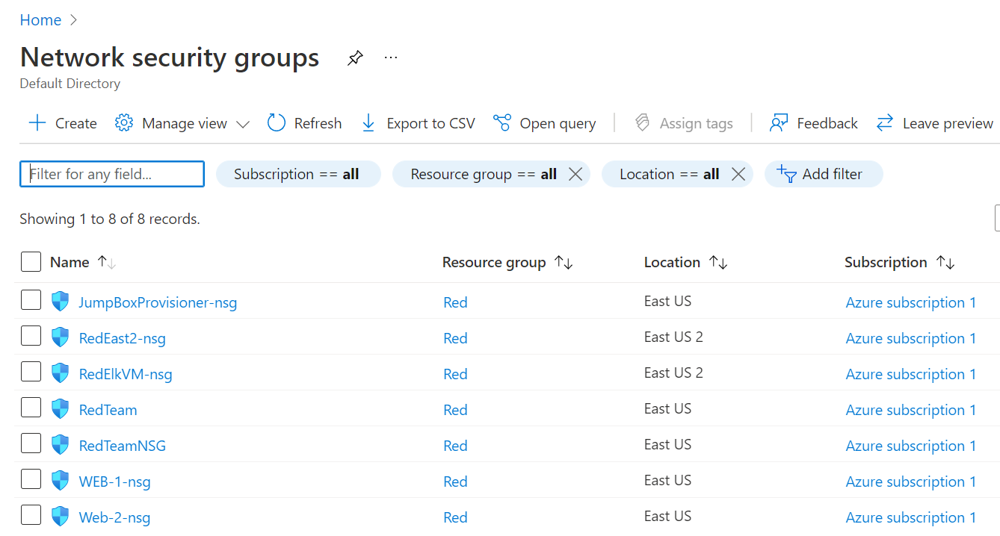 Home
Network security groups ...
Default Directory
Create Manage view Refresh Export to CSV Open query Assign tags Feedback Leave preview
Filter for any field... Subscription == all Resource group == all Location == all Add filter
Showing 1 to 8 of 8 records.
Name Resource group Location Subscription
JumpBoxProvisioner-nsg Red East US Azure subscription 1
RedEast2-nsg Red East US 2 Azure subscription 1
RedElkVM-nsg Red East US 2 Azure subscription 1
RedTeam Red East US Azure subscription 1
RedTeamNSG Red East US Azure subscription 1
WEB-1-nsg Red East US Azure subscription 1
Web-2-nsg Red East US Azure subscription 1